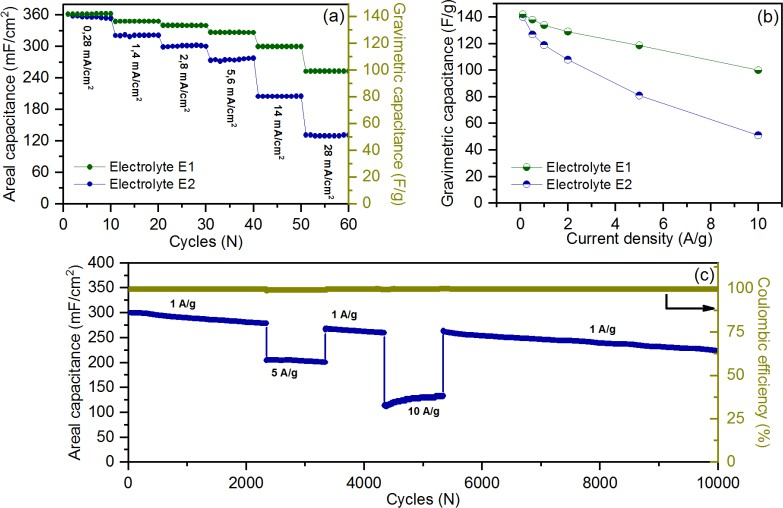 (a)
Areal capacitance (mF/cm²)
360
300
240
180
120
60
0
0,28 mA/cm²
1,4 mA/cm²
2,8 mA/cm²
5,6 mA/cm²
14 mA/cm²
28 mA/cm²
Electrolyte E1
Electrolyte E2
0 10 20 30 40 50 60
Cycles (N)
140
120
100
80
60
40
20
0
Gravimetric capacitance (F/g)
(b)
Gravimetric capacitance (F/g)
140
120
100
80
60
40
20
0
Electrolyte E1
Electrolyte E2
0 2 4 6 8 10
Current density (A/g)
(c)
Areal capacitance (mF/cm²)
400
350
300
250
200
150
100
50
0
1 A/g
5 A/g
1 A/g
10 A/g
1 A/g
0 2000 4000 6000 8000 10000
Cycles (N)
100
75
50
25
0
Coulombic efficiency (%)